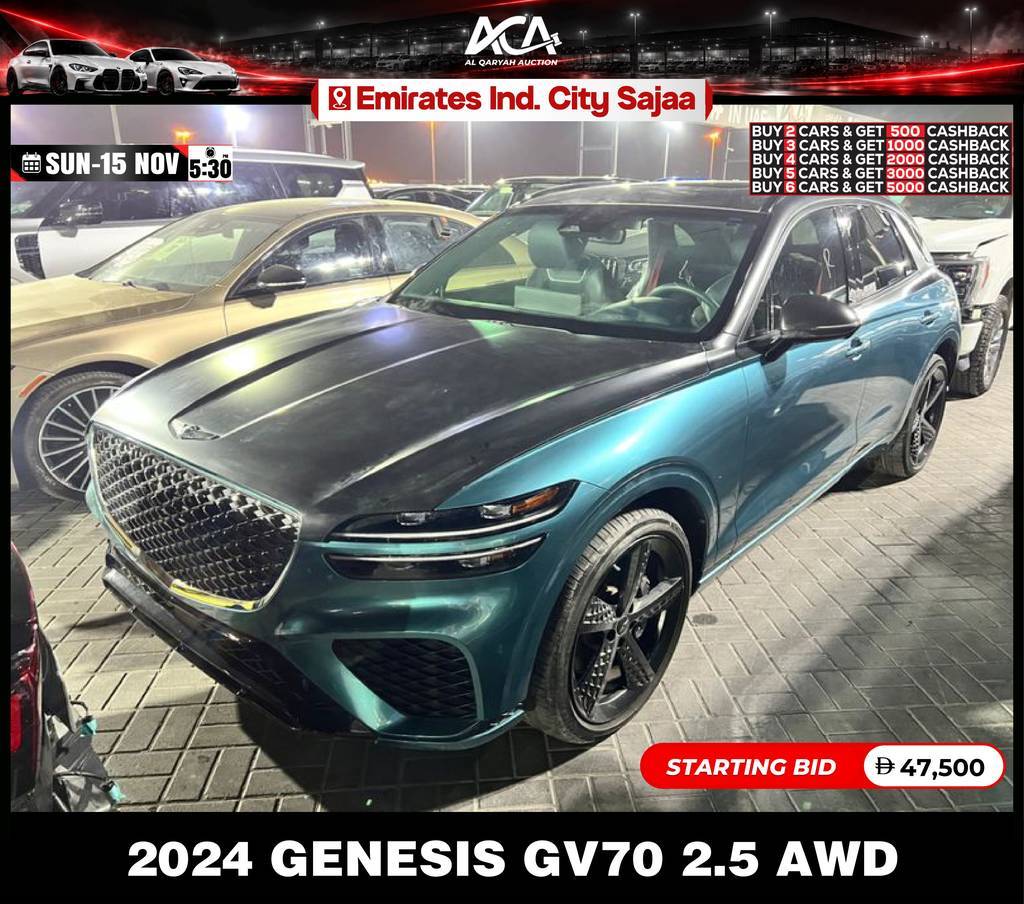 ACA
AL QARYAH AUCTION
Emirates Ind. City Sajaa
SUN-15 NOV 5:30 PM
BUY 2 CARS & GET 500 CASHBACK
BUY 3 CARS & GET 1000 CASHBACK
BUY 4 CARS & GET 2000 CASHBACK
BUY 5 CARS & GET 3000 CASHBACK
BUY 6 CARS & GET 5000 CASHBACK
STARTING BID 47,500
2024 GENESIS GV70 2.5 AWD